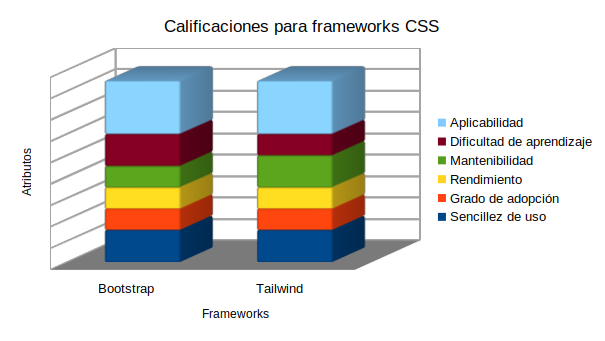 Calificaciones para frameworks CSS
Atributos
Aplicabilidad
Dificultad de aprendizaje
Mantenibilidad
Rendimiento
Grado de adopción
Sencillez de uso
Bootstrap
Tailwind
Frameworks